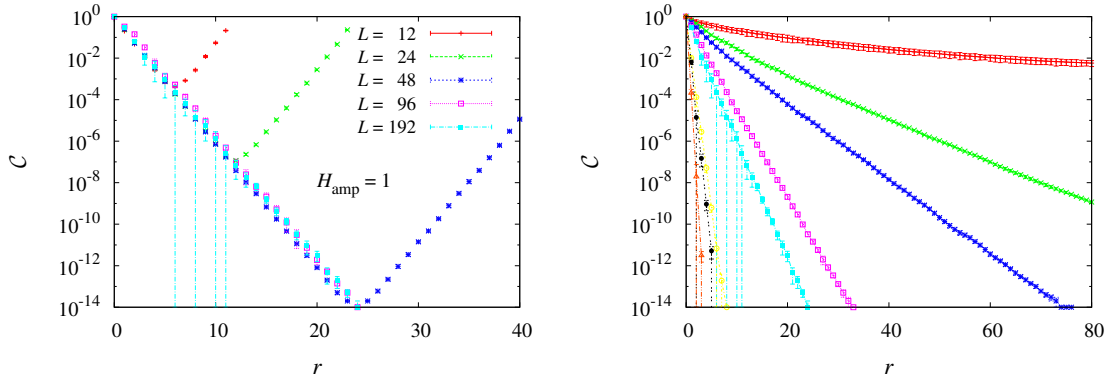 10^0
10^-2
10^-4
10^-6
10^-8
10^-10
10^-12
10^-14
C
0 10 20 30 40
r
L = 12
L = 24
L = 48
L = 96
L = 192
H_amp = 1
10^0
10^-2
10^-4
10^-6
10^-8
10^-10
10^-12
10^-14
C
0 20 40 60 80
r